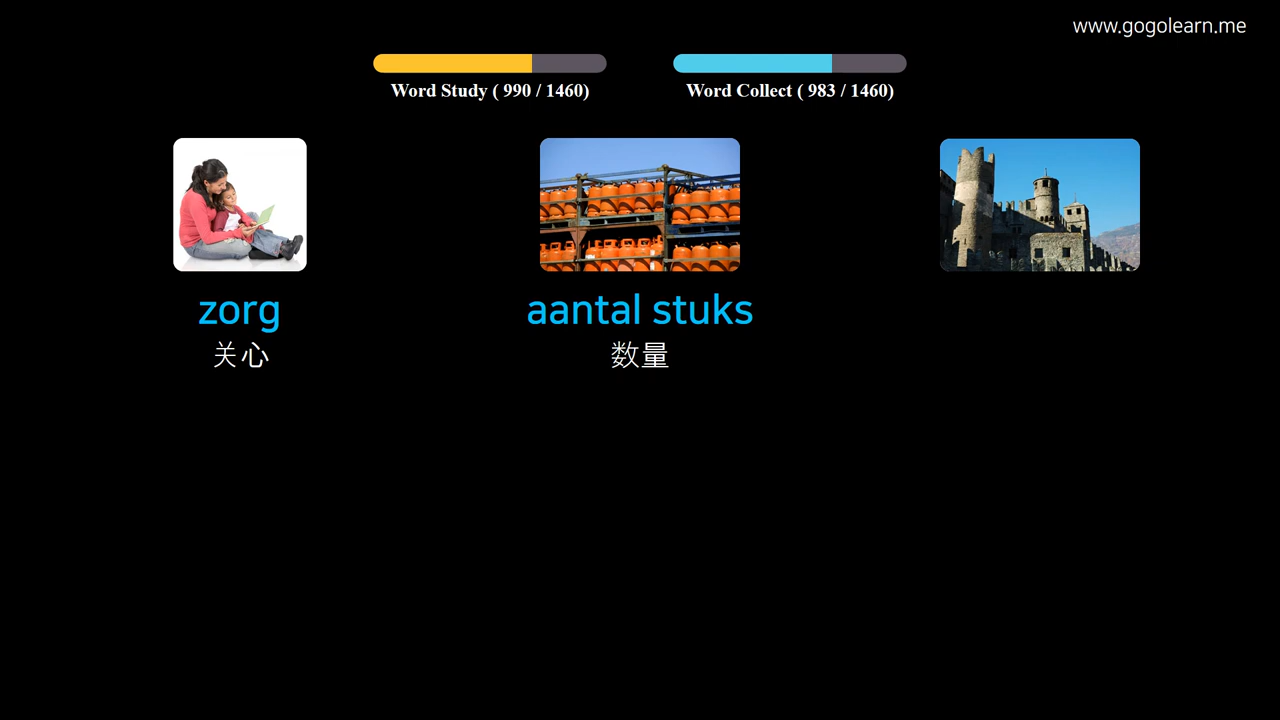 www.gogolearn.me
Word Study ( 990 / 1460)
Word Collect ( 983 / 1460)
zorg
关心
aantal stuks
数量